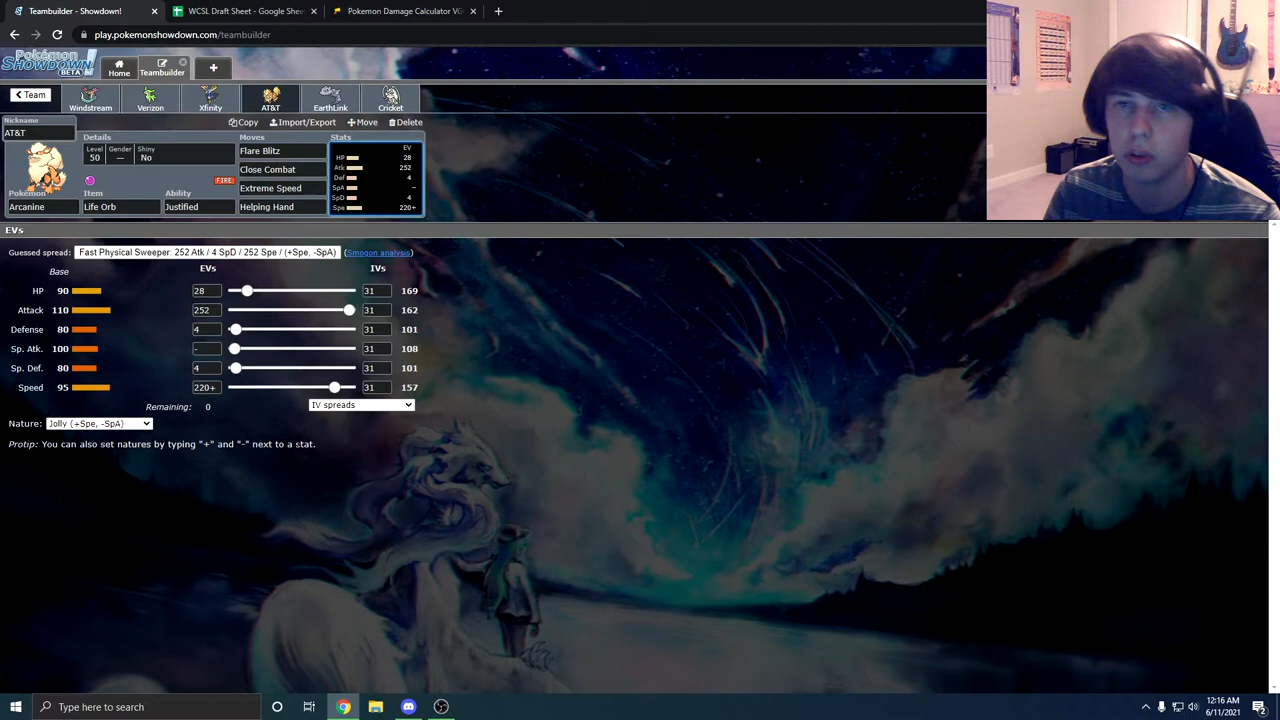 Teambuilder - Showdown!
WCSL Draft Sheet - Google Shee
Pokemon Damage Calculator VG
play.pokemonshowdown.com/teambuilder
Pokémon
SHOWDOWN
BETA
Home
Teambuilder
< Team
Windstream
Verizon
Xfinity
AT&T
EarthLink
Cricket
Copy
Import/Export
Move
Delete
Nickname
AT&T
Details
Level
50
Gender
—
Shiny
No
FIRE
Pokémon
Arcanine
Item
Life Orb
Ability
Justified
Moves
Flare Blitz
Close Combat
Extreme Speed
Helping Hand
Stats
EV
HP 28
Atk 252
Def 4
SpA –
SpD 4
Spe 220+
EVs
Guessed spread: Fast Physical Sweeper: 252 Atk / 4 SpD / 252 Spe / (+Spe, -SpA) (Smogon analysis)
Base EVs IVs
HP 90 28 31 169
Attack 110 252 31 162
Defense 80 4 31 101
Sp. Atk. 100 31 108
Sp. Def. 80 4 31 101
Speed 95 220+ 31 157
Remaining: 0 IV spreads
Nature: Jolly (+Spe, -SpA)
Protip: You can also set natures by typing "+" and "-" next to a stat.
Type here to search
12:16 AM
6/11/2021
2